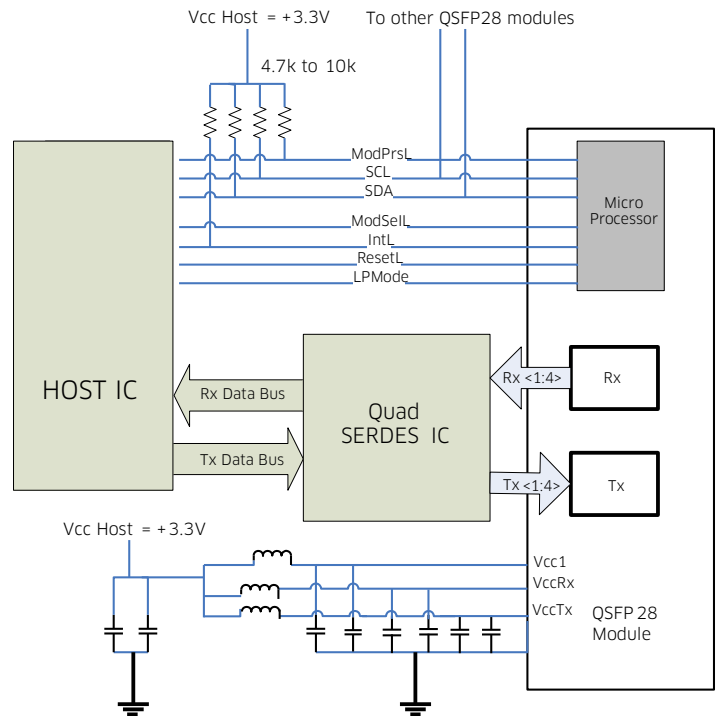 Vcc Host = +3.3V
To other QSFP28 modules
4.7k to 10k
ModPrsL
SCL
SDA
ModSelL
IntL
ResetL
LPMode
Micro
Processor
HOST IC
Rx Data Bus
Tx Data Bus
Quad
SERDES IC
Rx <1:4>
Rx
Tx <1:4>
Tx
Vcc Host = +3.3V
Vcc1
VccRx
VccTx
QSFP28
Module